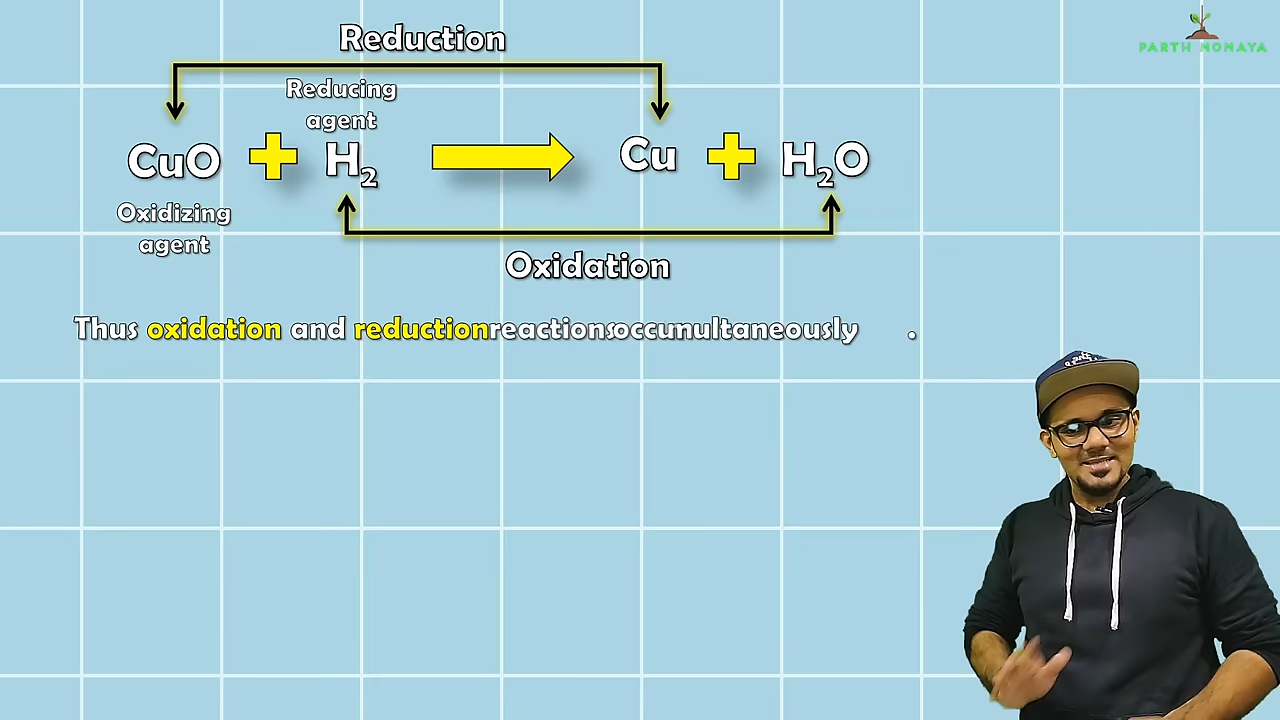 Reduction
PARTH MOMAYA
Reducing
agent
CuO + H₂ Cu + H₂O
Oxidizing
agent
Oxidation
Thus oxidation and reductionreactionsoccunultaneously .